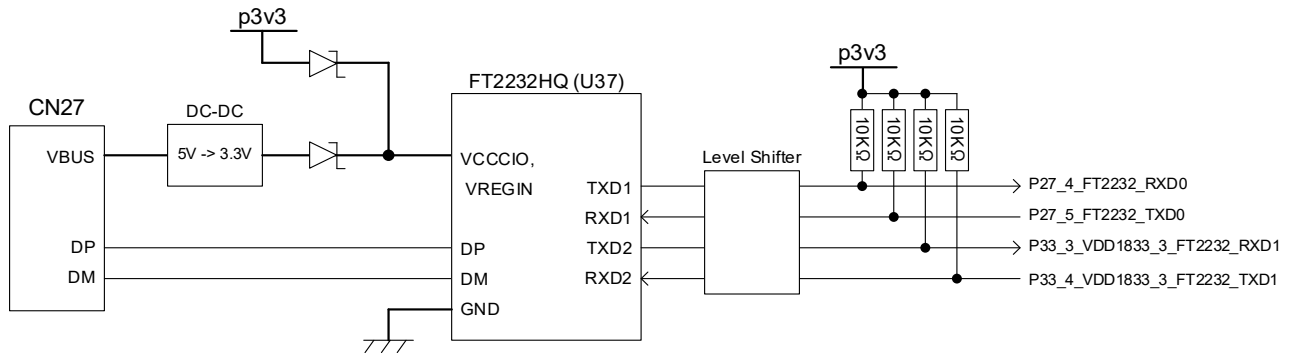 p3v3
FT2232HQ (U37)
p3v3
CN27
DC-DC
VBUS
5V -> 3.3V
VCCCIO,
VREGIN
Level Shifter
10KΩ
10KΩ
10KΩ
10KΩ
TXD1
P27_4_FT2232_RXD0
RXD1
P27_5_FT2232_TXD0
DP
DP
TXD2
P33_3_VDD1833_3_FT2232_RXD1
DM
DM
RXD2
P33_4_VDD1833_3_FT2232_TXD1
GND